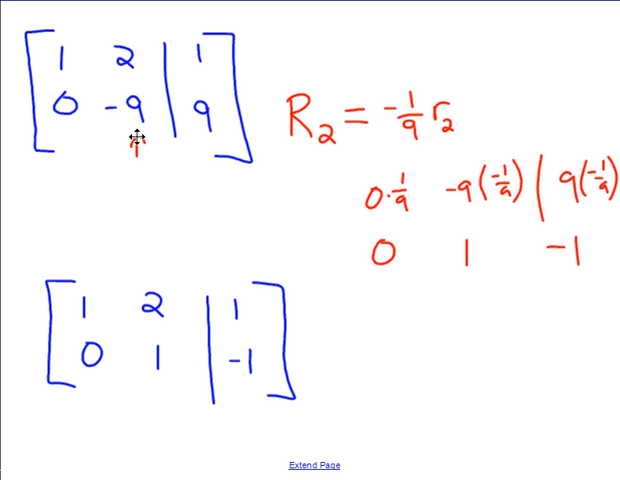 1 2 | 1
0 -9 | 9
R₂ = -1/9 r₂
0·1/9 -9(-1/9) | 9(-1/9)
0 1 -1
1 2 | 1
0 1 | -1
Extend Page